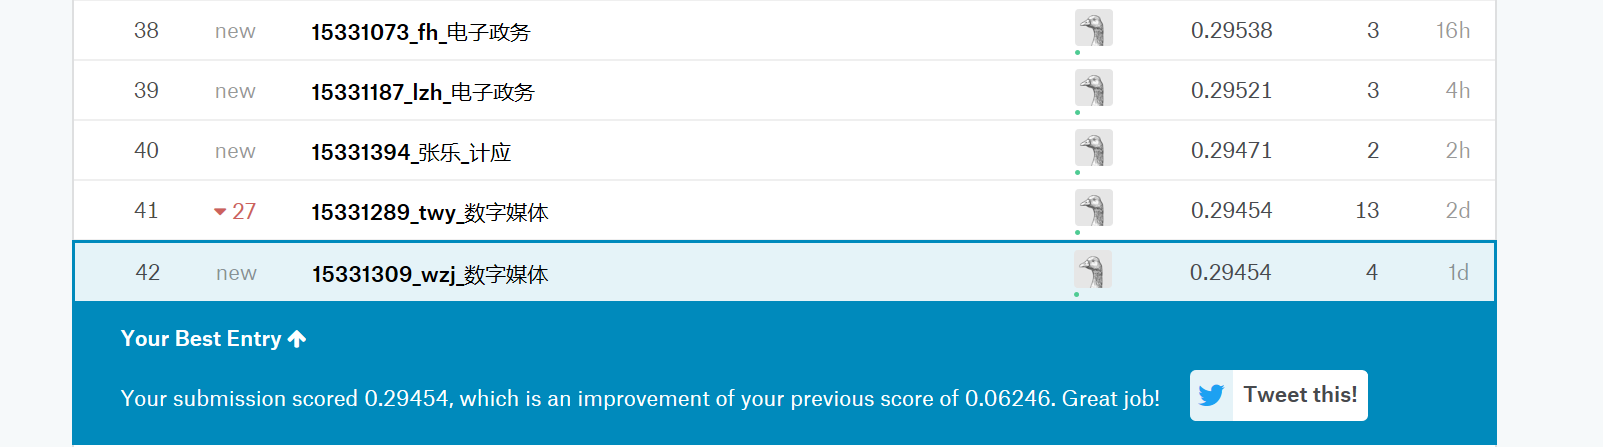 38 new 15331073_fh_电子政务 0.29538 3 16h
39 new 15331187_lzh_电子政务 0.29521 3 4h
40 new 15331394_张乐_计应 0.29471 2 2h
41 27 15331289_twy_数字媒体 0.29454 13 2d
42 new 15331309_wzj_数字媒体 0.29454 4 1d
Your Best Entry
Your submission scored 0.29454, which is an improvement of your previous score of 0.06246. Great job! Tweet this!